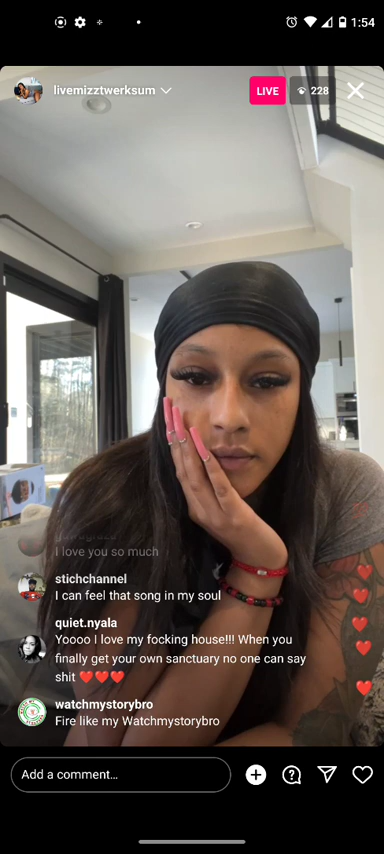 1:54
livemizztwerksum
LIVE
228
I love you so much
stichchannel
I can feel that song in my soul
quiet.nyala
Yoooo I love my focking house!!! When you
finally get your own sanctuary no one can say
shit ❤️❤️❤️
watchmystorybro
Fire like my Watchmystorybro
Add a comment...